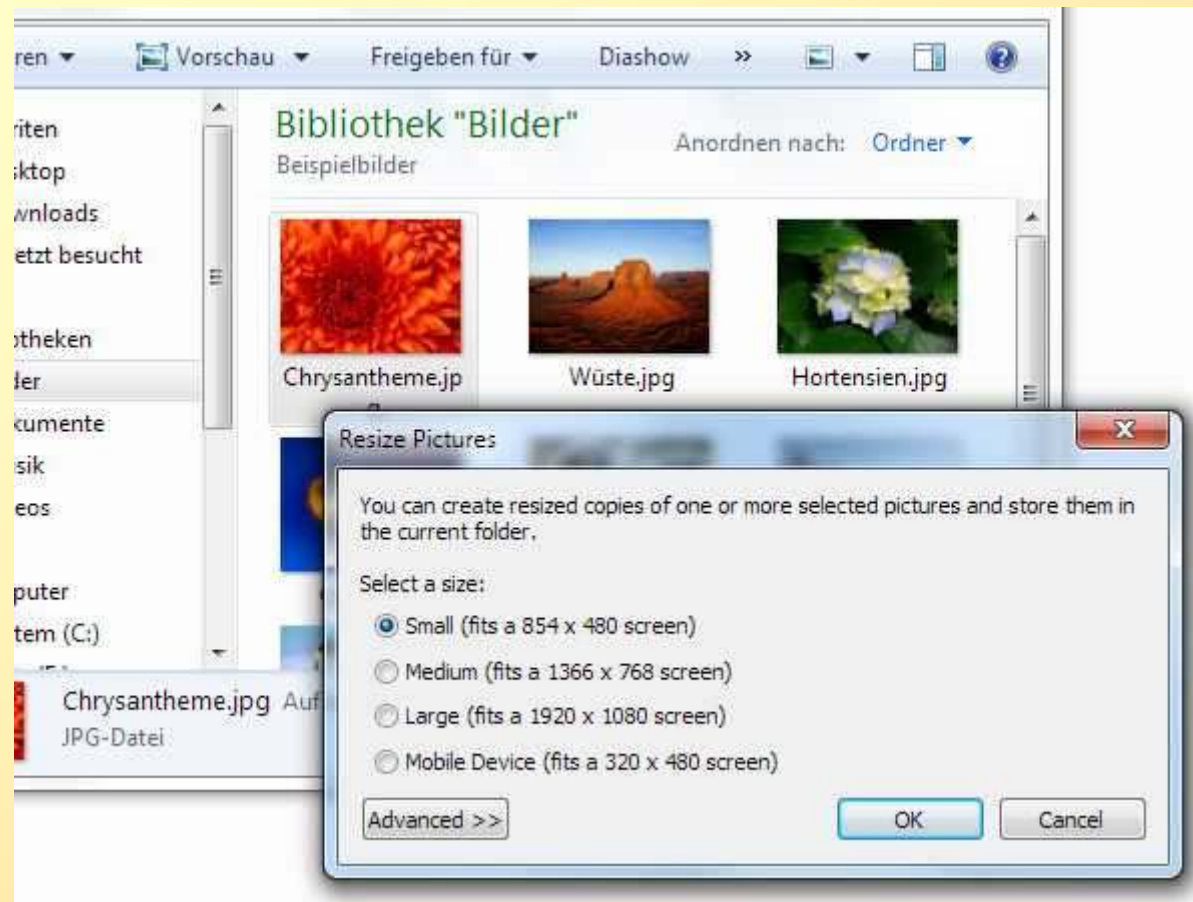 ren
Vorschau
Freigeben für
Diashow
»
riten
sktop
wnloads
etzt besucht
otheken
der
kumente
sik
eos
puter
tem (C:)
Bibliothek "Bilder"
Beispielbilder
Anordnen nach: Ordner
Chrysantheme.jp
Wüste.jpg
Hortensien.jpg
Resize Pictures
You can create resized copies of one or more selected pictures and store them in
the current folder.
Select a size:
Small (fits a 854 x 480 screen)
Medium (fits a 1366 x 768 screen)
Large (fits a 1920 x 1080 screen)
Mobile Device (fits a 320 x 480 screen)
Advanced >>
OK
Cancel
Chrysantheme.jpg Auf
JPG-Datei